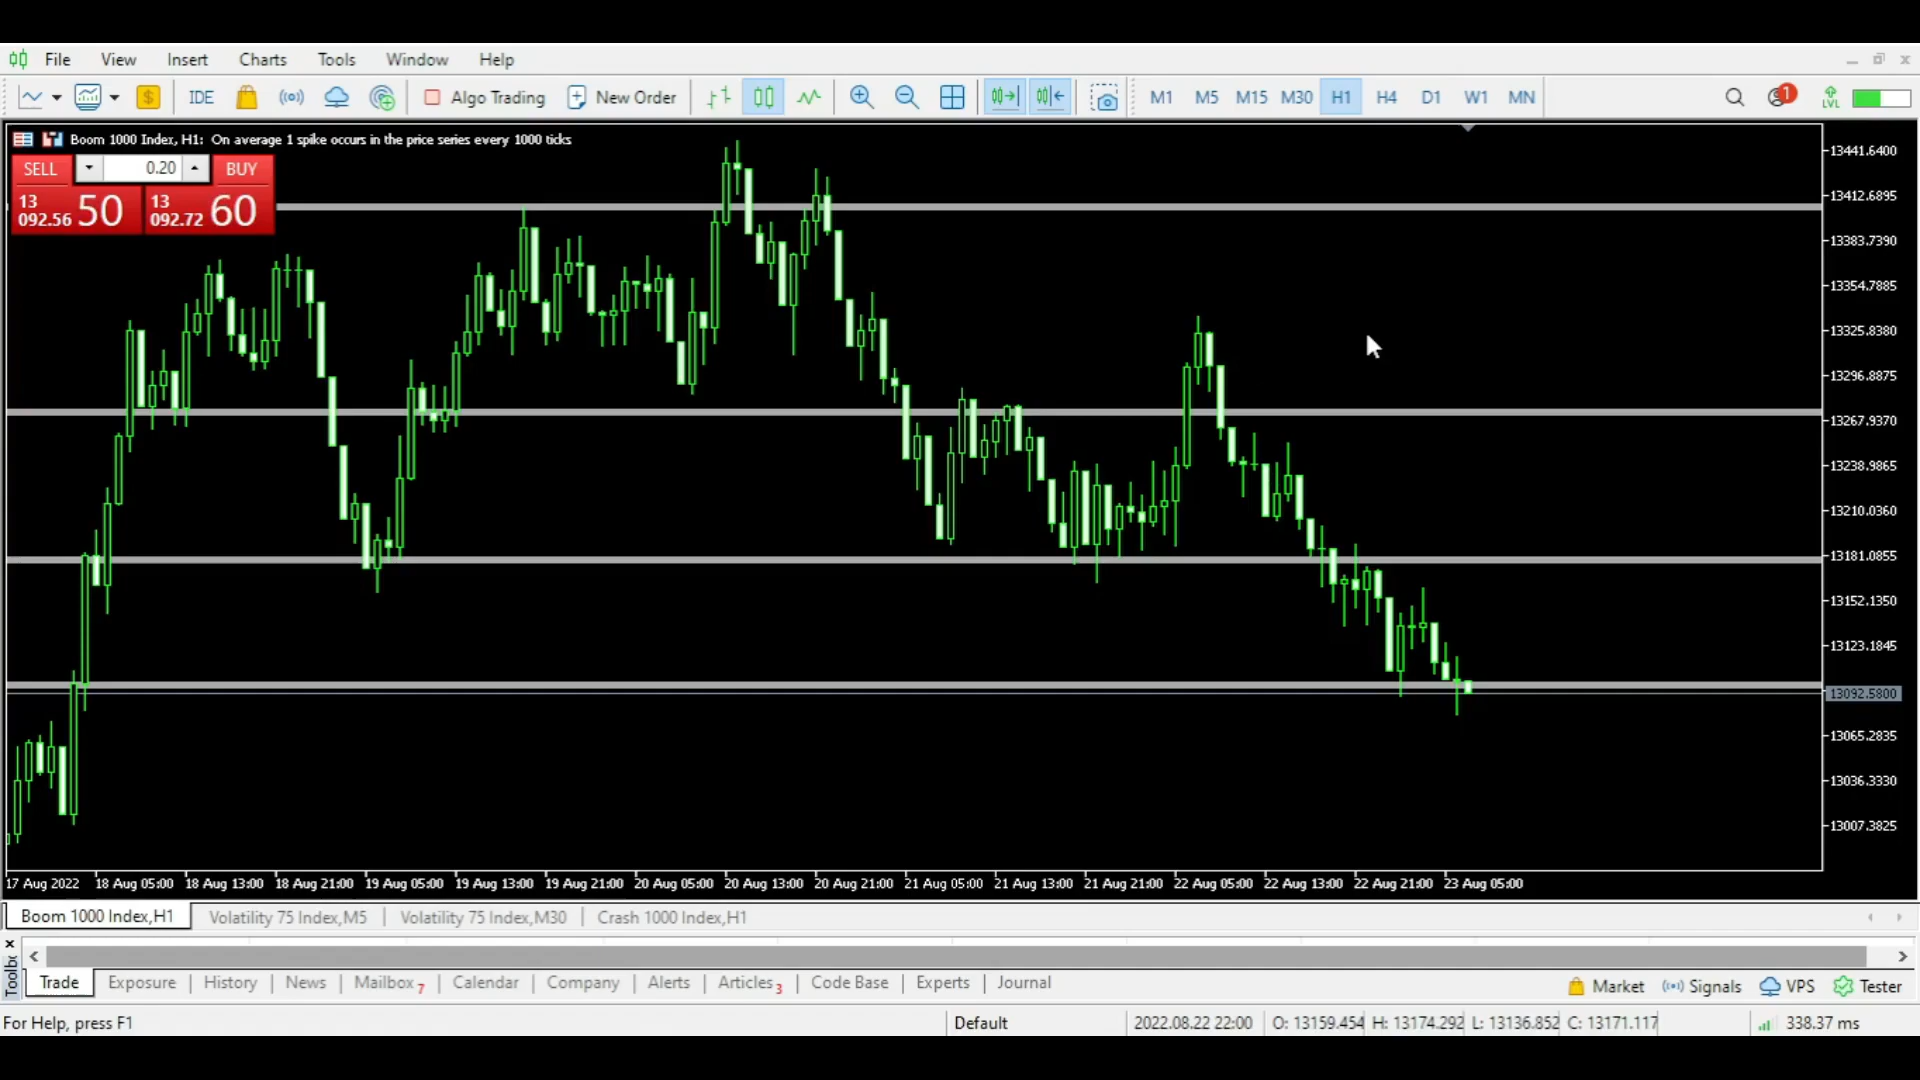 File View Insert Charts Tools Window Help
IDE Algo Trading New Order M1 M5 M15 M30 H1 H4 D1 W1 MN 1 LVL
Boom 1000 Index, H1: On average 1 spike occurs in the price series every 1000 ticks
SELL 0.20 BUY
13 092.56 50 13 092.72 60
13441.6400
13412.6895
13383.7390
13354.7885
13325.8380
13296.8875
13267.9370
13238.9865
13210.0360
13181.0855
13152.1350
13123.1845
13092.5800
13065.2835
13036.3330
13007.3825
17 Aug 2022 18 Aug 05:00 18 Aug 13:00 18 Aug 21:00 19 Aug 05:00 19 Aug 13:00 19 Aug 21:00 20 Aug 05:00 20 Aug 13:00 20 Aug 21:00 21 Aug 05:00 21 Aug 13:00 21 Aug 21:00 22 Aug 05:00 22 Aug 13:00 22 Aug 21:00 23 Aug 05:00
Boom 1000 Index,H1 Volatility 75 Index,M5 Volatility 75 Index,M30 Crash 1000 Index,H1
Toolbo
Trade Exposure History News Mailbox 7 Calendar Company Alerts Articles 3 Code Base Experts Journal Market Signals VPS Tester
For Help, press F1 Default 2022.08.22 22:00 O: 13159.454 H: 13174.292 L: 13136.852 C: 13171.117 338.37 ms